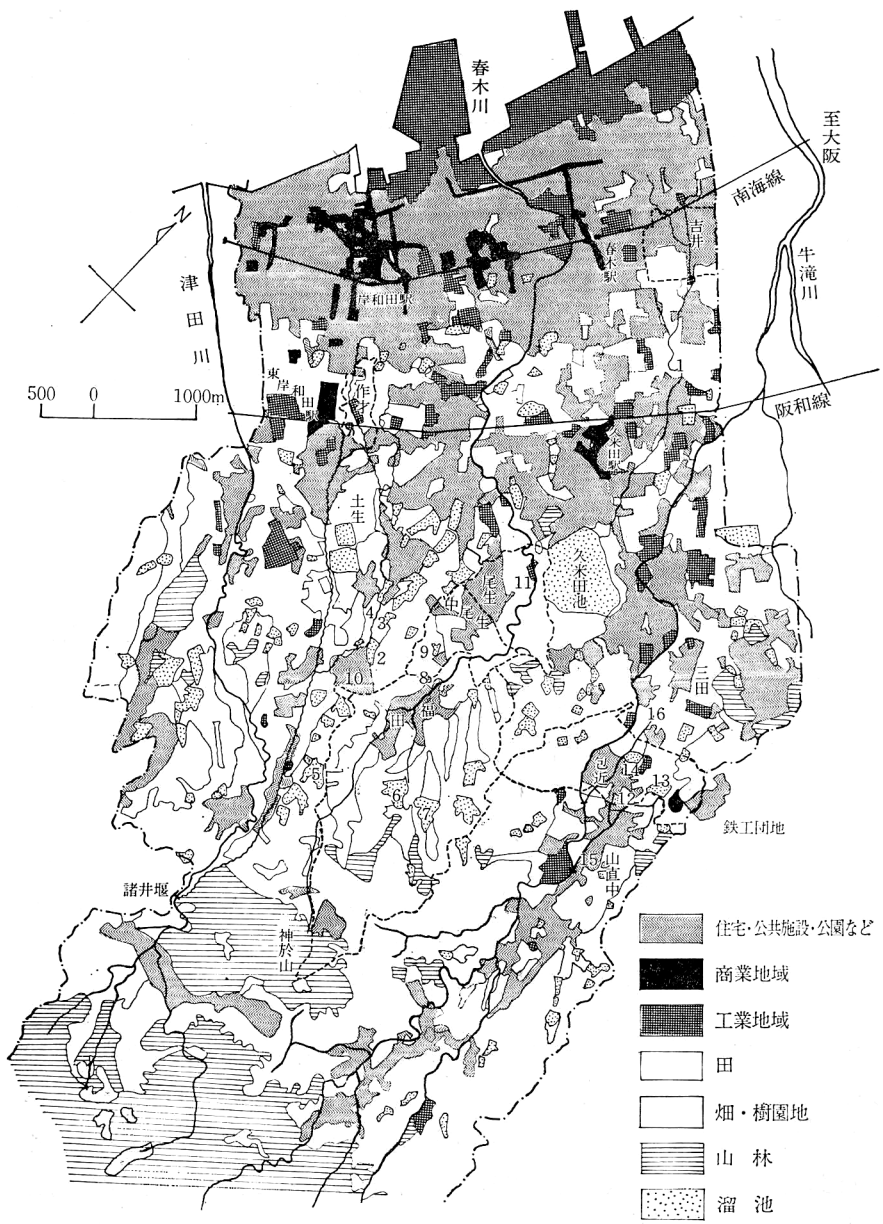 春木川
至大阪
南海線
吉井
春木駅
牛滝川
N
津田川
岸和田駅
作
東岸和田駅
500 0 1000m
阪和線
1
久米田駅
土生
久米田池
尾生
11
中尾生
4
3
2
9
8
10
三田
福田
16
5
包近
14
13
鉄工団地
15
山直中
諸井堰
神於山
住宅・公共施設・公園など
商業地域
工業地域
田
畑・樹園地
山林
溜池